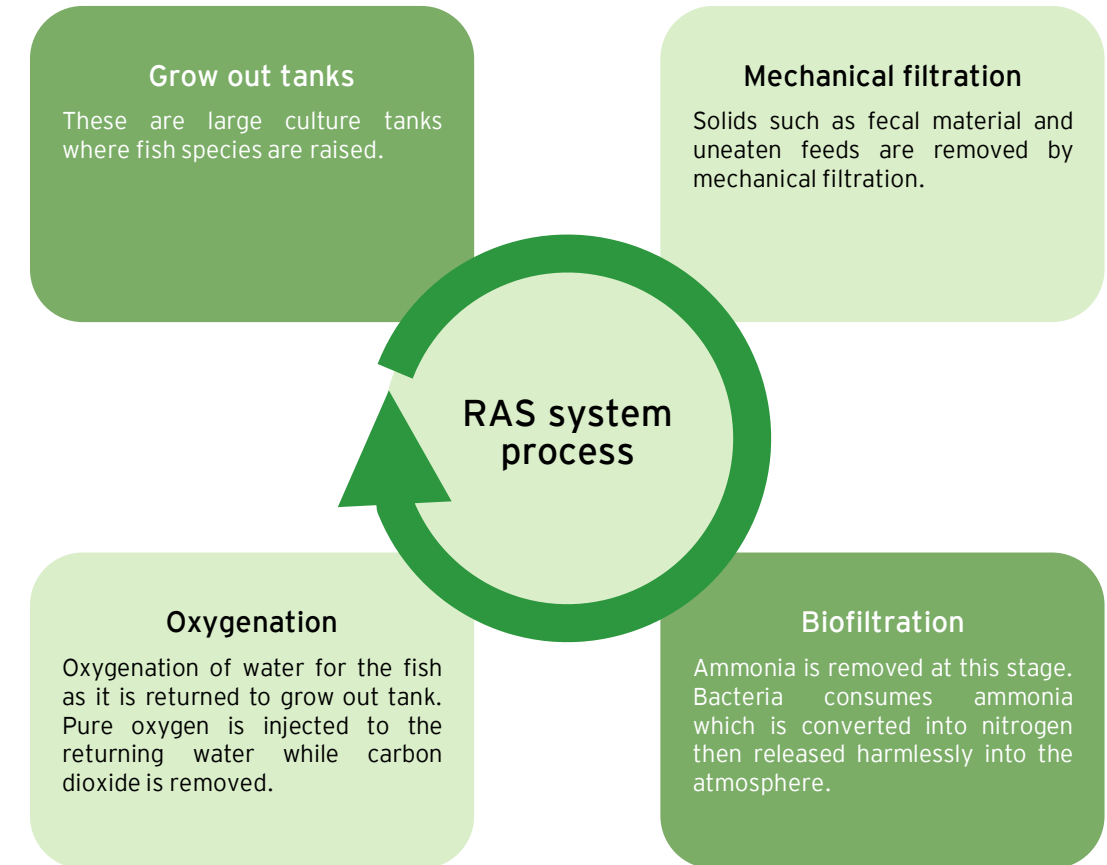 Grow out tanks
These are large culture tanks
where fish species are raised.
Mechanical filtration
Solids such as fecal material and
uneaten feeds are removed by
mechanical filtration.
RAS system
process
Oxygenation
Oxygenation of water for the fish
as it is returned to grow out tank.
Pure oxygen is injected to the
returning water while carbon
dioxide is removed.
Biofiltration
Ammonia is removed at this stage.
Bacteria consumes ammonia
which is converted into nitrogen
then released harmlessly into the
atmosphere.